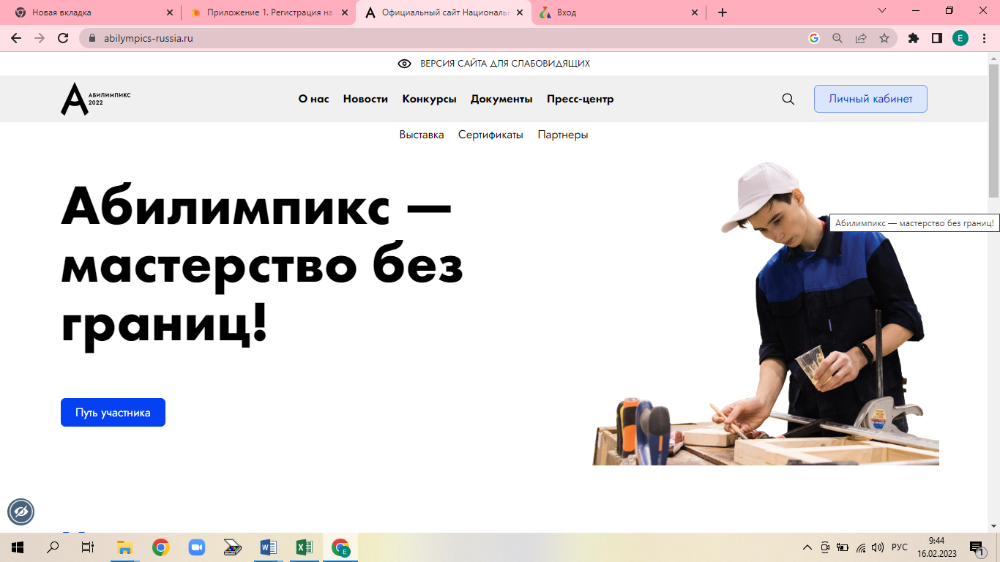 Новая вкладка
Приложение 1. Регистрация на
Официальный сайт Националь
Вход
abilympics-russia.ru
E
ВЕРСИЯ САЙТА ДЛЯ СЛАБОВИДЯЩИХ
АБИЛИМПИКС
2022
О нас Новости Конкурсы Документы Пресс-центр
Личный кабинет
Выставка Сертификаты Партнеры
Абилимпикс —
мастерство без
границ!
Абилимпикс — мастерство без границ!
Путь участника
РУС
9:44
16.02.2023
1